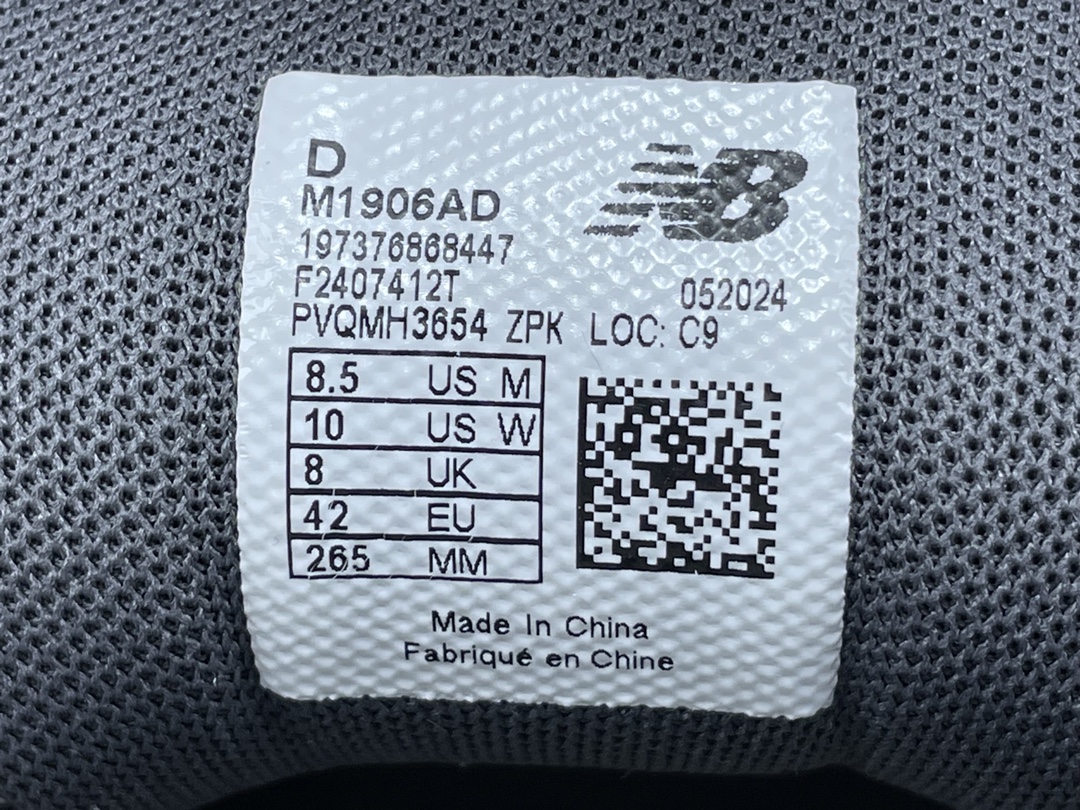 D
NB
M1906AD
197376868447
F2407412T 052024
PVQMH3654 ZPK LOC: C9
8.5 US M
10 US W
8 UK
42 EU
265 MM
Made In China
Fabriqué en Chine